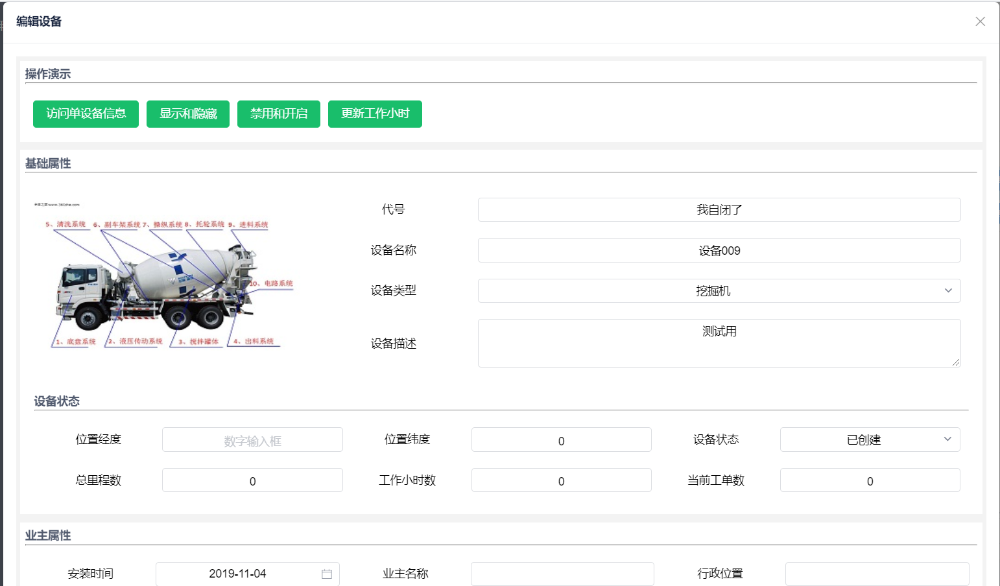 编辑设备
操作演示
访问单设备信息 显示和隐藏 禁用和开启 更新工作小时
基础属性
代号 我自闭了
5、清洗系统 6、副车架系统 7、操纵系统 8、托轮系统 9、进料系统
设备名称 设备009
10、电路系统
设备类型 挖掘机
设备描述 测试用
1、底盘系统 2、液压传动系统 3、搅拌罐体 4、出料系统
设备状态
位置经度 数字输入框 位置纬度 0 设备状态 已创建
总里程数 0 工作小时数 0 当前工单数 0
业主属性
安装时间 2019-11-04 业主名称 行政位置